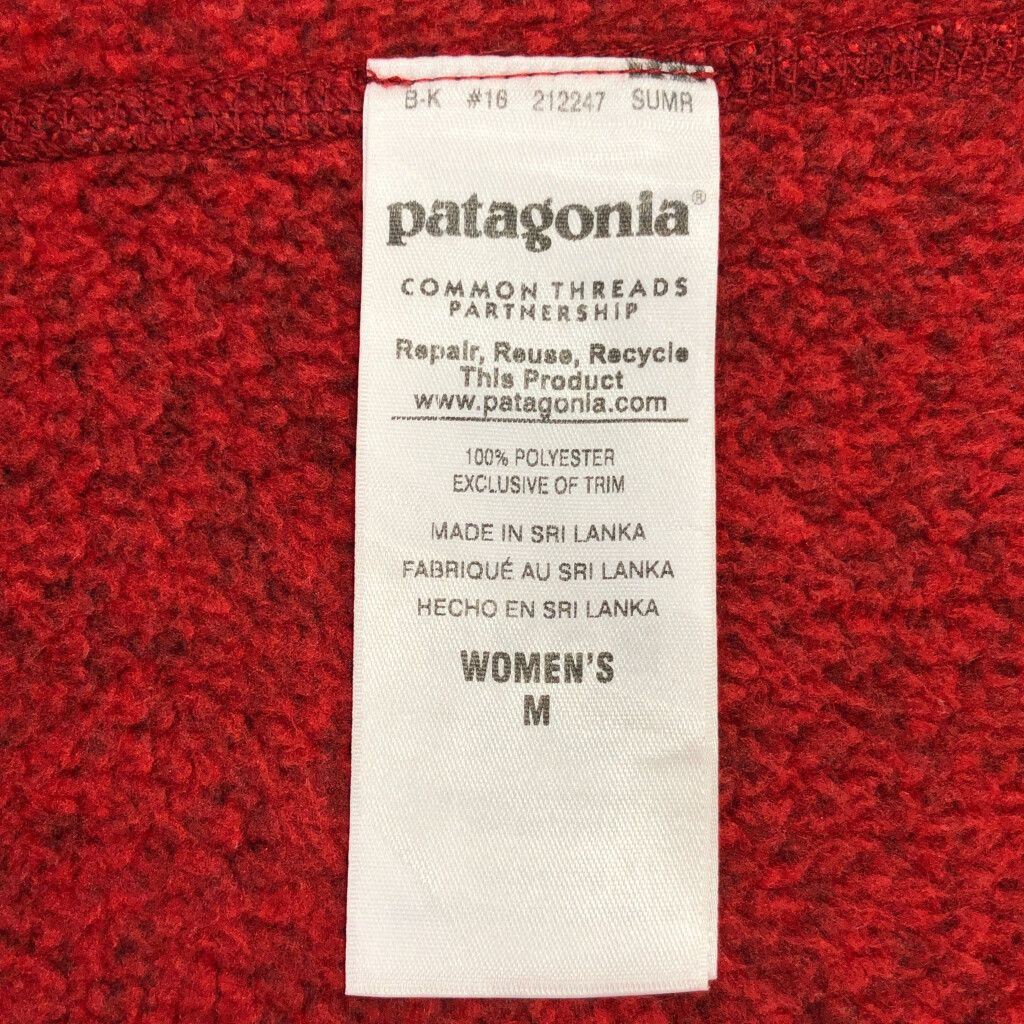 B-K #16 212247 SUMR
patagonia®
COMMON THREADS
PARTNERSHIP
Repair, Reuse, Recycle
This Product
www.patagonia.com
100% POLYESTER
EXCLUSIVE OF TRIM
MADE IN SRI LANKA
FABRIQUÉ AU SRI LANKA
HECHO EN SRI LANKA
WOMEN'S
M